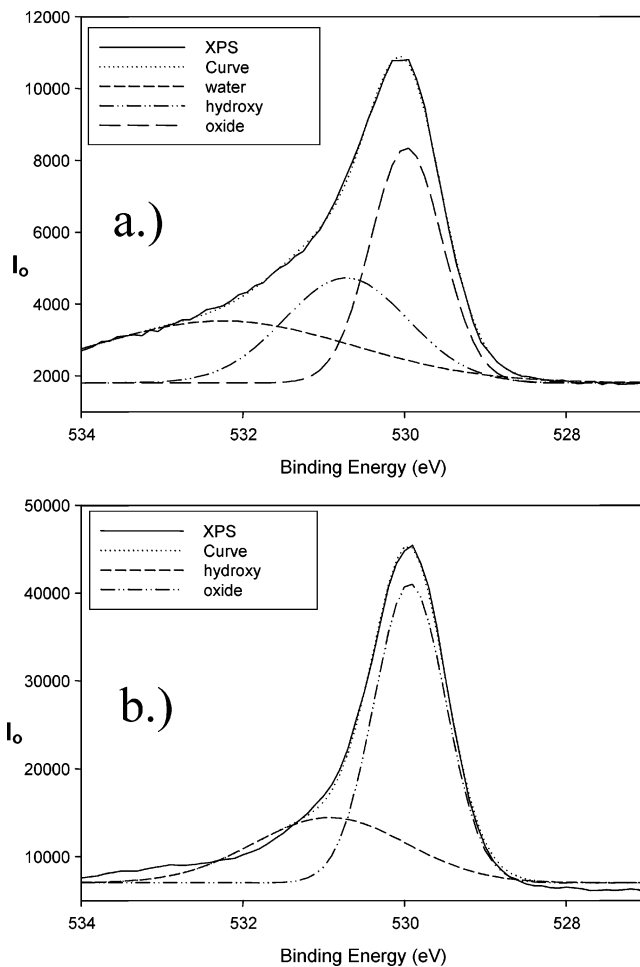 12000
10000
8000
6000
4000
2000
XPS
Curve
water
hydroxy
oxide
a.)
Io
534
532
530
528
Binding Energy (eV)
50000
40000
30000
20000
10000
XPS
Curve
hydroxy
oxide
b.)
Io
534
532
530
528
Binding Energy (eV)